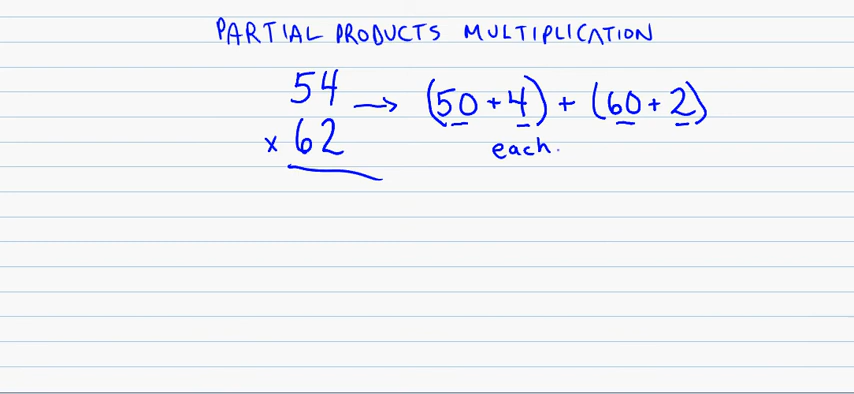 PARTIAL PRODUCTS MULTIPLICATION
54 → (50 + 4) + (60 + 2)
x 62
each.